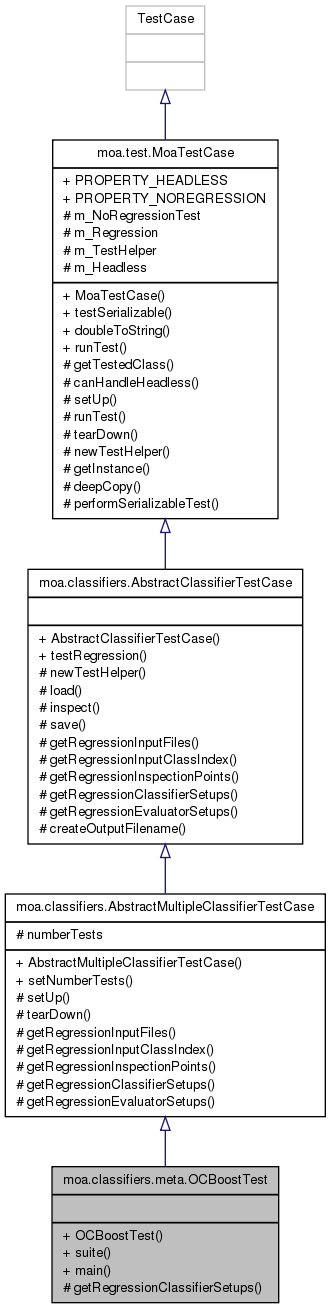 TestCase
moa.test.MoaTestCase
+ PROPERTY_HEADLESS
+ PROPERTY_NOREGRESSION
# m_NoRegressionTest
# m_Regression
# m_TestHelper
# m_Headless
+ MoaTestCase()
+ testSerializable()
+ doubleToString()
+ runTest()
# getTestedClass()
# canHandleHeadless()
# setUp()
# runTest()
# tearDown()
# newTestHelper()
# getInstance()
# deepCopy()
# performSerializableTest()
moa.classifiers.AbstractClassifierTestCase
+ AbstractClassifierTestCase()
+ testRegression()
# newTestHelper()
# load()
# inspect()
# save()
# getRegressionInputFiles()
# getRegressionInputClassIndex()
# getRegressionInspectionPoints()
# getRegressionClassifierSetups()
# getRegressionEvaluatorSetups()
# createOutputFilename()
moa.classifiers.AbstractMultipleClassifierTestCase
# numberTests
+ AbstractMultipleClassifierTestCase()
+ setNumberTests()
# setUp()
# tearDown()
# getRegressionInputFiles()
# getRegressionInputClassIndex()
# getRegressionInspectionPoints()
# getRegressionClassifierSetups()
# getRegressionEvaluatorSetups()
moa.classifiers.meta.OCBoostTest
+ OCBoostTest()
+ suite()
+ main()
# getRegressionClassifierSetups()